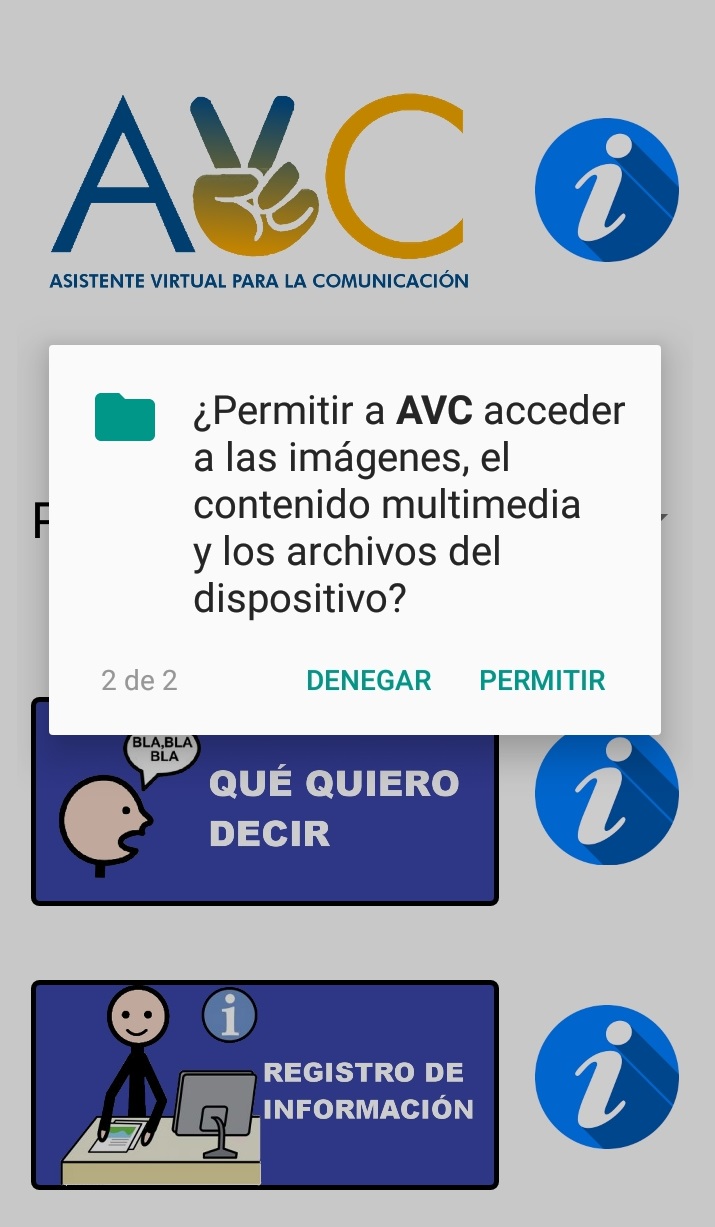 AVC
ASISTENTE VIRTUAL PARA LA COMUNICACIÓN
¿Permitir a AVC acceder
a las imágenes, el
contenido multimedia
y los archivos del
dispositivo?
2 de 2
DENEGAR
PERMITIR
BLA,BLA
BLA
QUÉ QUIERO
DECIR
REGISTRO DE
INFORMACIÓN